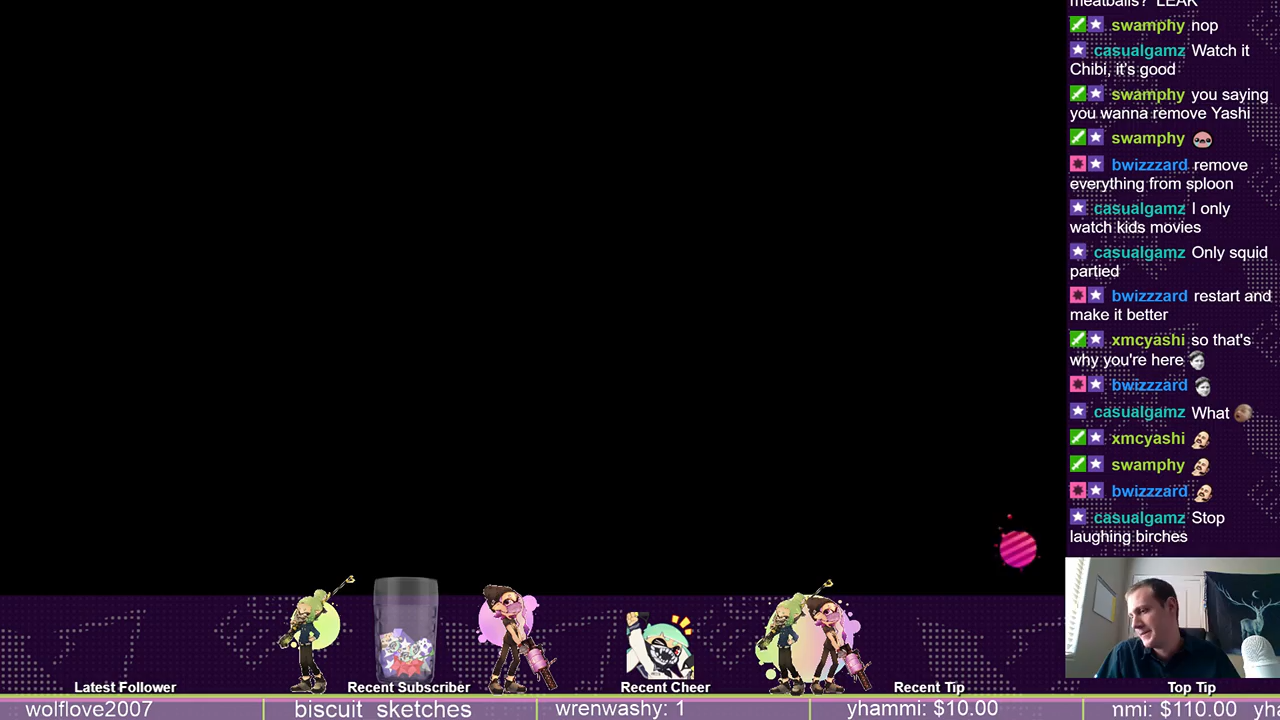 meatballs? LEAK
swamphy nop
casualgamz Watch it
Chibi, it's good
swamphy you saying
you wanna remove Yashi
swamphy
bwizzzard remove
everything from sploon
casualgamz I only
watch kids movies
casualgamz Only squid
partied
bwizzzard restart and
make it better
xmcyashi so that's
why you're here
bwizzzard
casualgamz What
xmcyashi
swamphy
bwizzzard
casualgamz Stop
laughing birches
Latest Follower
Recent Subscriber
Recent Cheer
Recent Tip
Top Tip
wolflove2007
biscuit_sketches
wrenwashy: 1
yhammi: $10.00
nmi: $110.00 yha